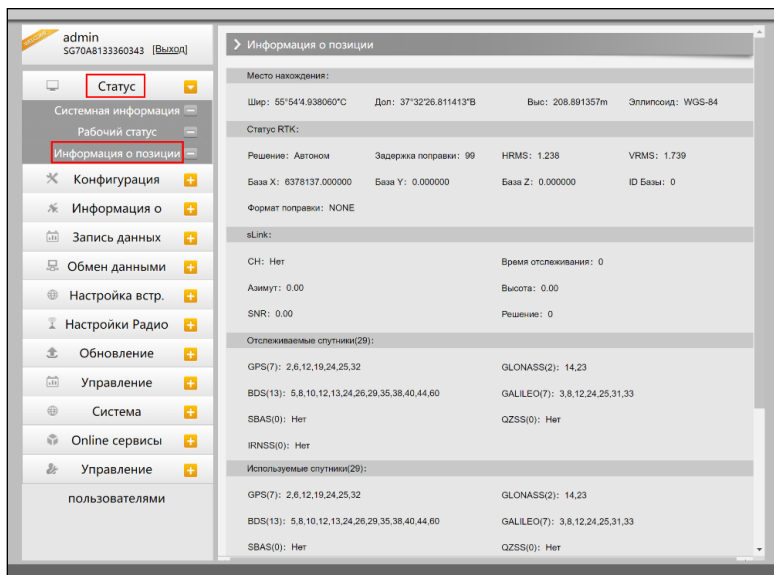 WELCOME
admin
SG70A8133360343 [Выход]
Статус
Системная информация
Рабочий статус
Информация о позиции
Конфигурация
Информация о
Запись данных
Обмен данными
Настройка встр.
Настройки Радио
Обновление
Управление
Система
Online сервисы
Управление
пользователями
Информация о позиции
Место нахождения:
Шир: 55°54'4.938060"С Дол: 37°32'26.811413"В Выс: 208.891357m Эллипсоид: WGS-84
Статус RTK:
Решение: Автоном Задержка поправки: 99 HRMS: 1.238 VRMS: 1.739
База X: 6378137.000000 База Y: 0.000000 База Z: 0.000000 ID Базы: 0
Формат поправки: NONE
sLink:
CH: Нет Время отслеживания: 0
Азимут: 0.00 Высота: 0.00
SNR: 0.00 Решение: 0
Отслеживаемые спутники(29):
GPS(7): 2,6,12,19,24,25,32 GLONASS(2): 14,23
BDS(13): 5,8,10,12,13,24,26,29,35,38,40,44,60 GALILEO(7): 3,8,12,24,25,31,33
SBAS(0): Нет QZSS(0): Нет
IRNSS(0): Нет
Используемые спутники(29):
GPS(7): 2,6,12,19,24,25,32 GLONASS(2): 14,23
BDS(13): 5,8,10,12,13,24,26,29,35,38,40,44,60 GALILEO(7): 3,8,12,24,25,31,33
SBAS(0): Нет QZSS(0): Нет